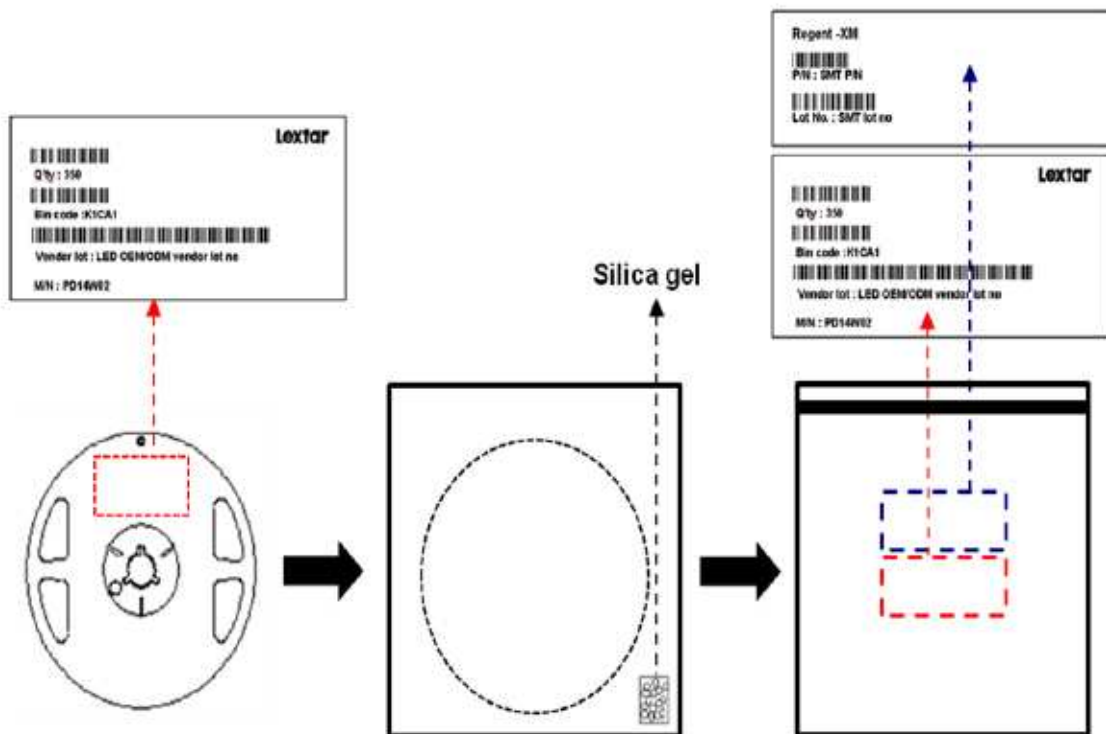 Lextar
Q'ty : 350
Bin code :K1CA1
Vendor lot : LED OEM/ODM vendor lot no
M/N : PD14W02
Silica gel
Regent -XM
P/N : SMT P/N
Lot No. : SMT lot no
Lextar
Q'ty : 350
Bin code :K1CA1
Vendor lot : LED OEM/ODM vendor lot no
M/N : PD14W02